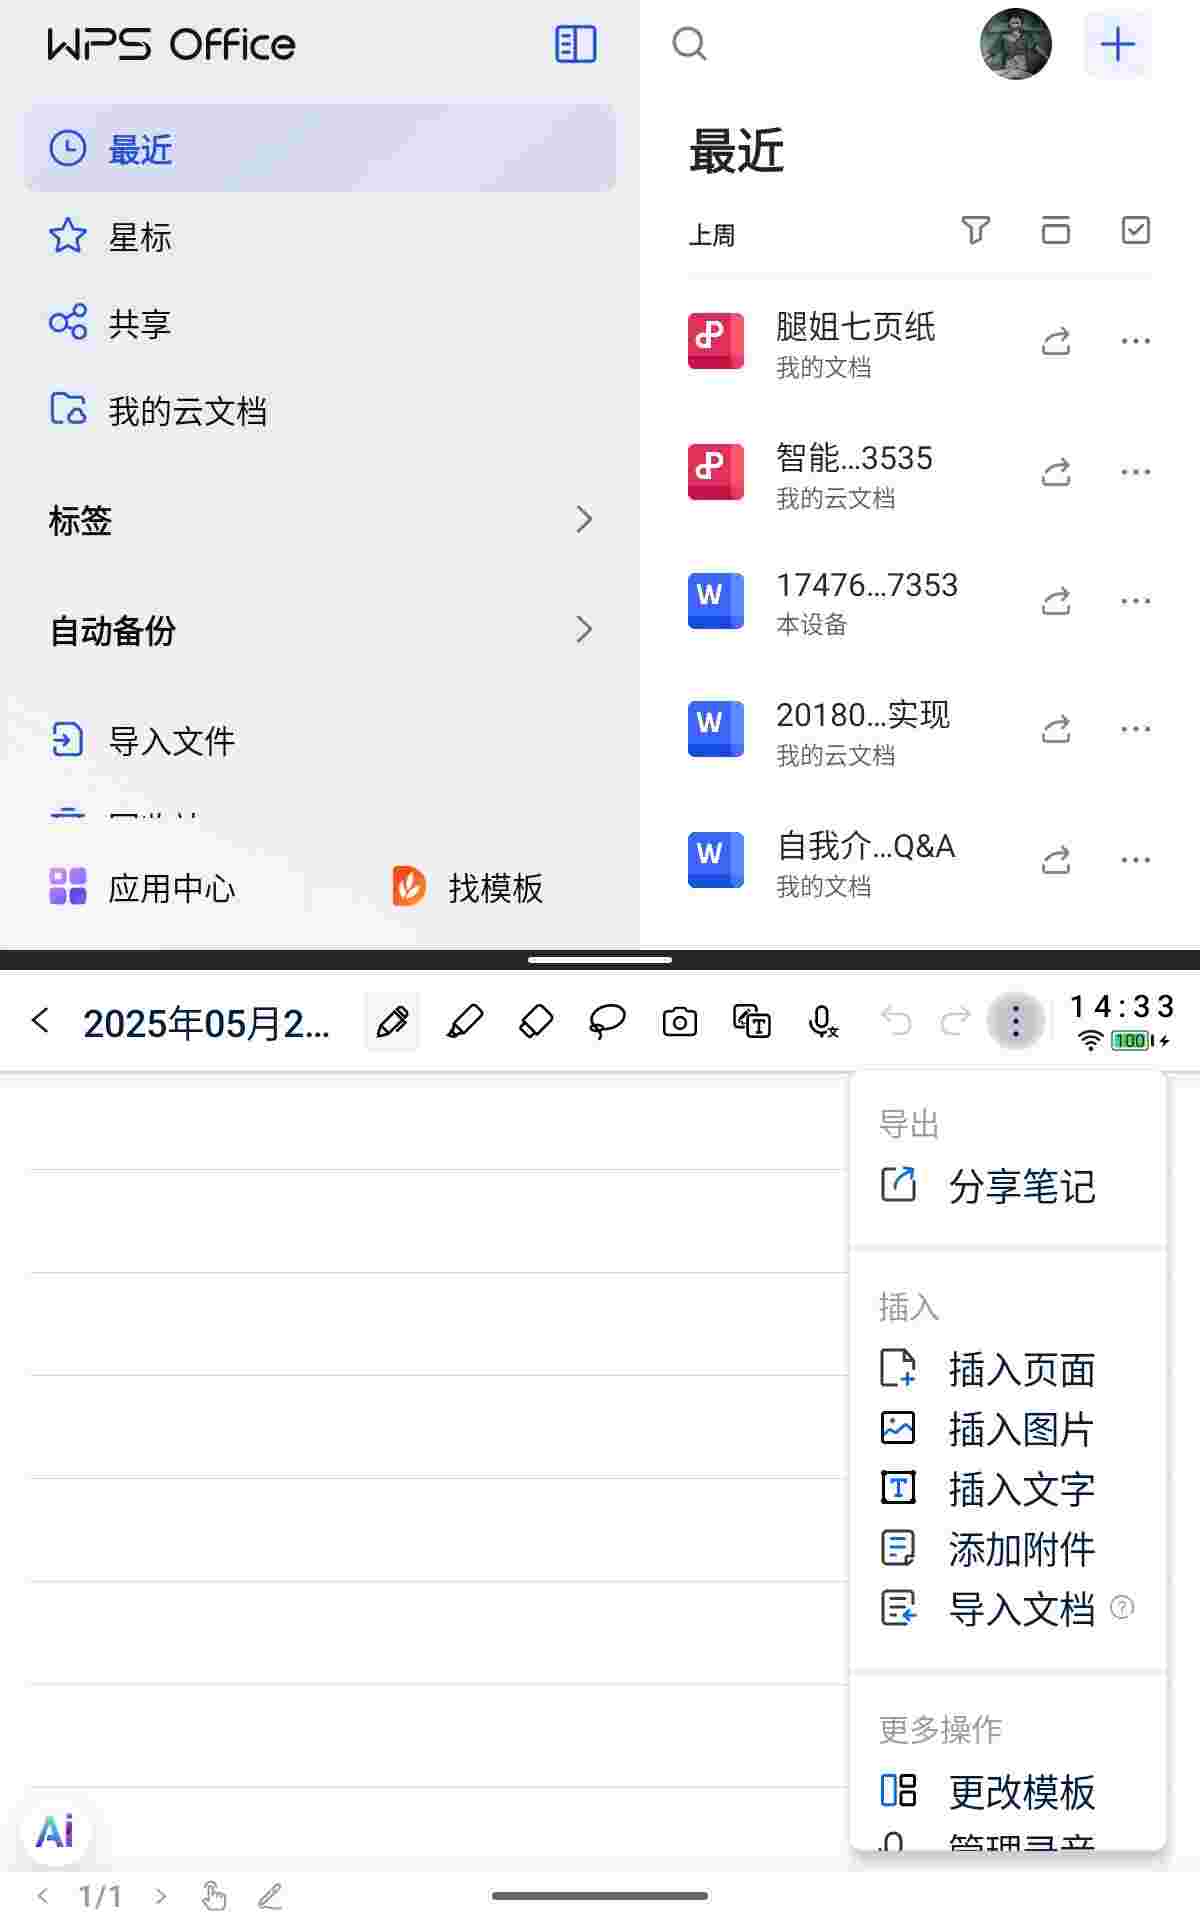 WPS Office
最近
星标
共享
我的云文档
标签
自动备份
导入文件
应用中心
找模板
最近
上周
腿姐七页纸
我的文档
智能...3535
我的云文档
17476...7353
本设备
20180...实现
我的云文档
自我介...Q&A
我的文档
2025年05月2...
14:33
100
导出
分享笔记
插入
插入页面
插入图片
插入文字
添加附件
导入文档
更多操作
更改模板
管理录音
Ai
1/1